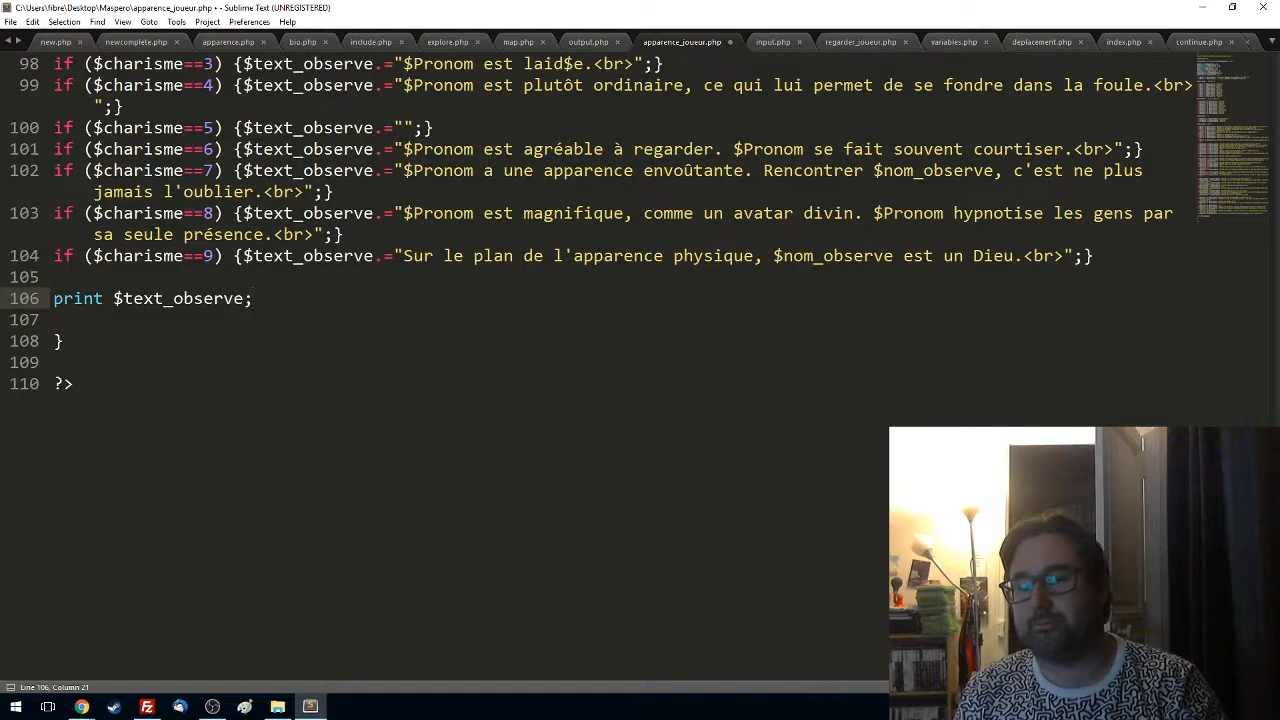 C:\Users\fibre\Desktop\Maspero\apparence_joueur.php • - Sublime Text (UNREGISTERED)
File Edit Selection Find View Goto Tools Project Preferences Help
new.php newcomplete.php apparence.php bio.php include.php explore.php map.php output.php apparence_joueur.php input.php regarder_joueur.php variables.php deplacement.php index.php continue.php
98 if ($charisme==3) {$text_observe.="$Pronom est laid$e.<br>";}
99 if ($charisme==4) {$text_observe.="$Pronom est plutôt ordinaire, ce qui lui permet de se fondre dans la foule.<br>
";}
100 if ($charisme==5) {$text_observe.="";}
101 if ($charisme==6) {$text_observe.="$Pronom est agréable à regarder. $Pronom se fait souvent courtiser.<br>";}
102 if ($charisme==7) {$text_observe.="$Pronom a une apparence envoûtante. Rencontrer $nom_observe, c'est ne plus
jamais l'oublier.<br>";}
103 if ($charisme==8) {$text_observe.="$Pronom est magnifique, comme un avatar divin. $Pronom hypnotise les gens par
sa seule présence.<br>";}
104 if ($charisme==9) {$text_observe.="Sur le plan de l'apparence physique, $nom_observe est un Dieu.<br>";}
105
106 print $text_observe;
107
108 }
109
110 ?>
Line 106, Column 21